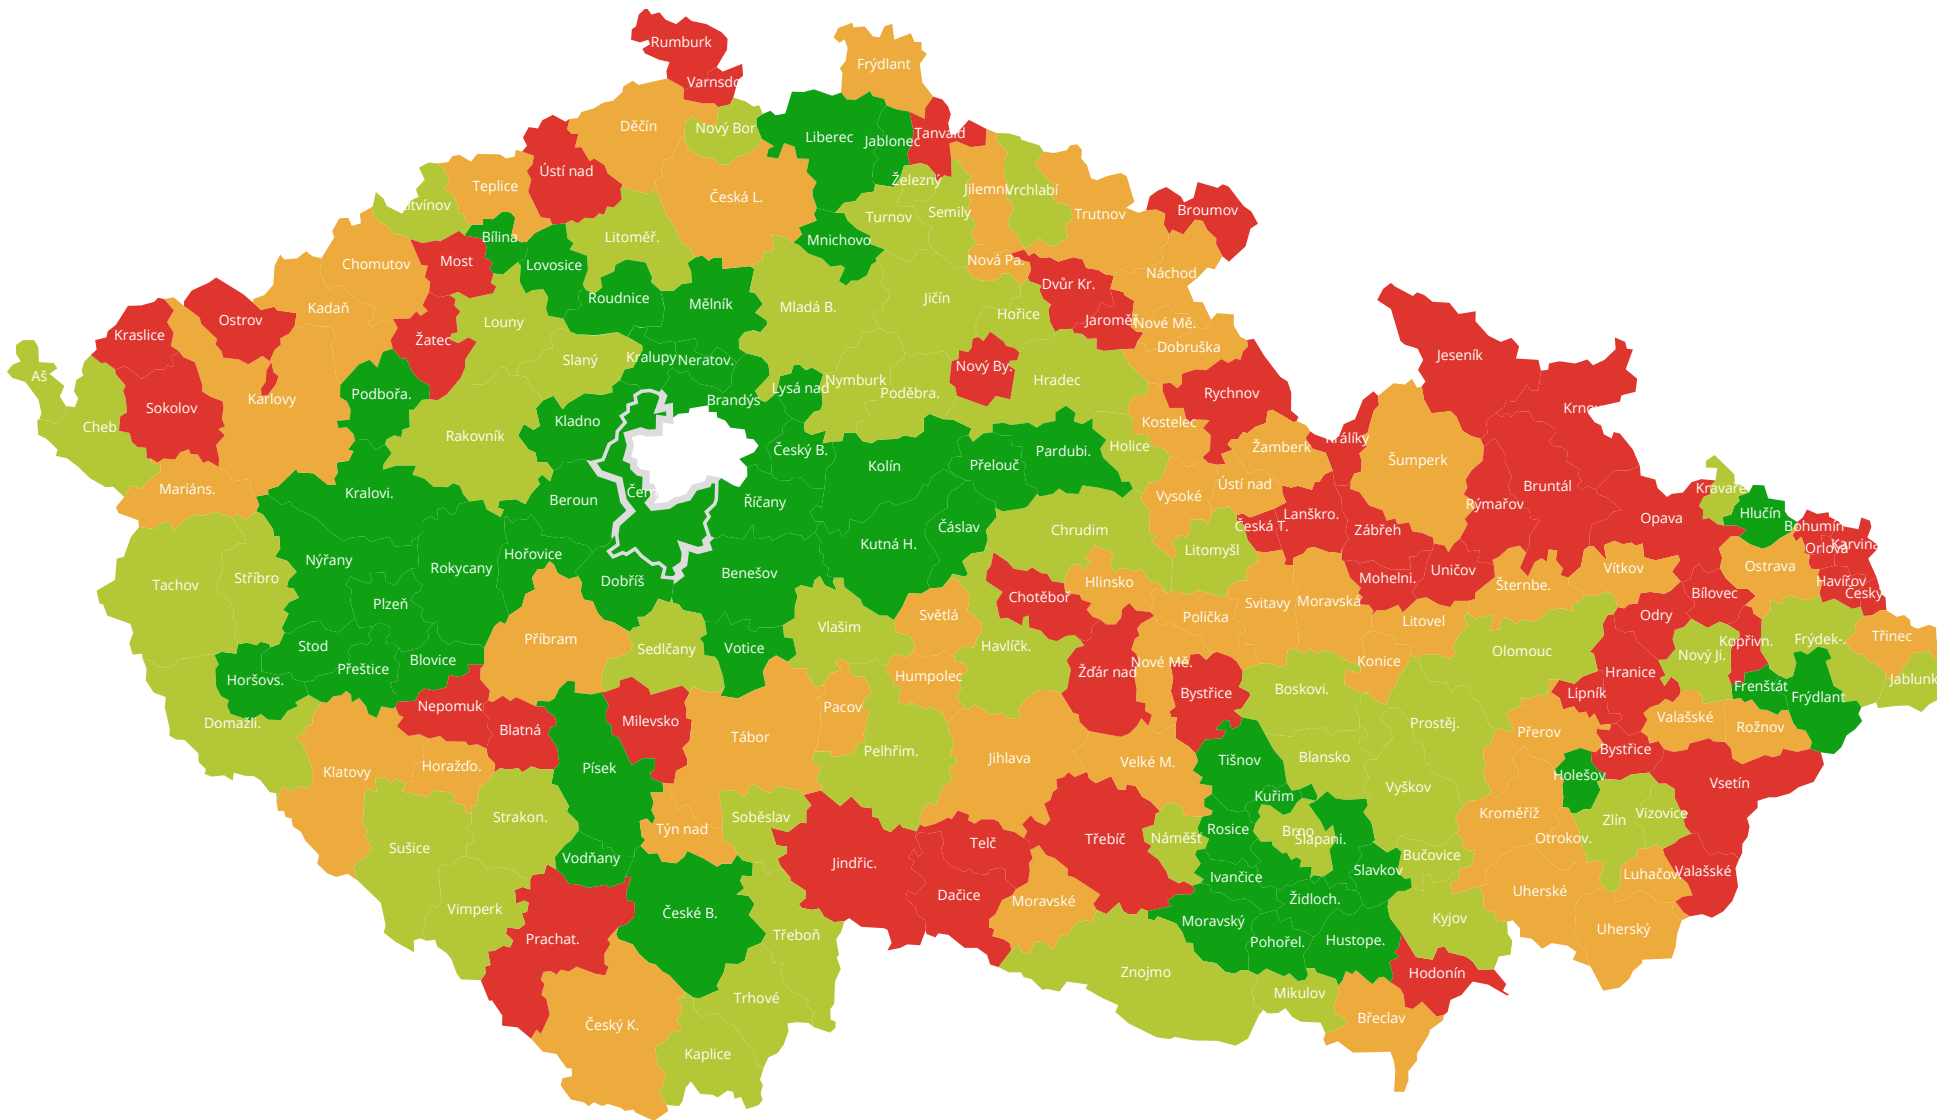 Rumburk
Frýdlant
Varnsdo
Děčín
Nový Bor
Liberec
Jablonec
Tanvald
Ústí nad
Teplice
Železný
Jilemni
Vrchlabí
Česká L.
Litvínov
Turnov
Semily
Trutnov
Broumov
Bílina
Litoměř.
Mnichovo
Most
Chomutov
Lovosice
Nová Pa.
Náchod
Dvůr Kr.
Kadaň
Roudnice
Mělník
Mladá B.
Jičín
Ostrov
Louny
Hořice
Jaroměř
Nové Mě.
Kraslice
Žatec
Dobruška
Jeseník
Slaný
Kralupy
Neratov.
Nový By.
Aš
Nymburk
Hradec
Lysá nad
Poděbra.
Rychnov
Podbořa.
Karlovy
Brandýs
Sokolov
Krnov
Kladno
Kostelec
Cheb
Rakovník
Králíky
Žamberk
Holice
Český B.
Pardubi.
Šumperk
Kolín
Přelouč
Mariáns.
Kralovi.
Ústí nad
Bruntál
Kravaře
Beroun
Říčany
Vysoké
Rýmařov
Hlučín
Lanškro.
Opava
Čáslav
Chrudim
Česká T.
Zábřeh
Bohumín
Kutná H.
Litomyšl
Karviná
Orlová
Hořovice
Nýřany
Rokycany
Vítkov
Ostrava
Benešov
Uničov
Stříbro
Tachov
Dobříš
Hlinsko
Mohelni.
Šternbe.
Havířov
Český
Chotěboř
Bílovec
Plzeň
Svitavy
Moravská
Světlá
Polička
Litovel
Odry
Příbram
Vlašim
Třinec
Stod
Votice
Sedlčany
Havlíčk.
Kopřivn.
Frýdek-.
Olomouc
Nový Ji.
Blovice
Přeštice
Nové Mě.
Konice
Horšovs.
Humpolec
Žďár nad
Hranice
Jablunk
Bystřice
Boskovi.
Lipník
Frenštát
Frýdlant
Nepomuk
Pacov
Milevsko
Domažli.
Blatná
Prostěj.
Valašské
Rožnov
Tábor
Přerov
Pelhřim.
Bystřice
Jihlava
Blansko
Velké M.
Tišnov
Písek
Horažďo.
Klatovy
Holešov
Vsetín
Vyškov
Kuřim
Strakon.
Soběslav
Kroměříž
Vizovice
Zlín
Týn nad
Rosice
Brno
Náměšť
Třebíč
Šlapani.
Otrokov.
Telč
Sušice
Bučovice
Vodňany
Jindřic.
Slavkov
Valašské
Luhačov.
Ivančice
Uherské
Dačice
Židloch.
Moravské
Vimperk
České B.
Kyjov
Moravský
Uherský
Třeboň
Prachat.
Pohořel.
Hustope.
Znojmo
Hodonín
Mikulov
Trhové
Břeclav
Český K.
Kaplice